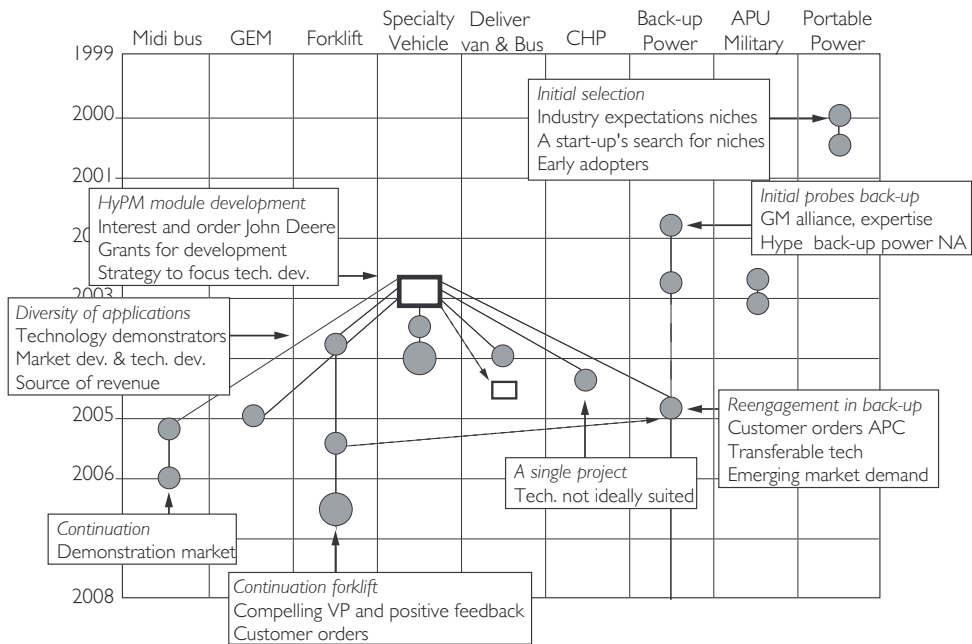 Midi bus
GEM
Forklift
Specialty
Vehicle
Deliver
van & Bus
CHP
Back-up
Power
APU
Military
Portable
Power
1999
2000
2001
2003
2005
2006
2008
Initial selection
Industry expectations niches
A start-up's search for niches
Early adopters
HyPM module development
Interest and order John Deere
Grants for development
Strategy to focus tech. dev.
Initial probes back-up
GM alliance, expertise
Hype back-up power NA
Diversity of applications
Technology demonstrators
Market dev. & tech. dev.
Source of revenue
Reengagement in back-up
Customer orders APC
Transferable tech
Emerging market demand
A single project
Tech. not ideally suited
Continuation
Demonstration market
Continuation forklift
Compelling VP and positive feedback
Customer orders